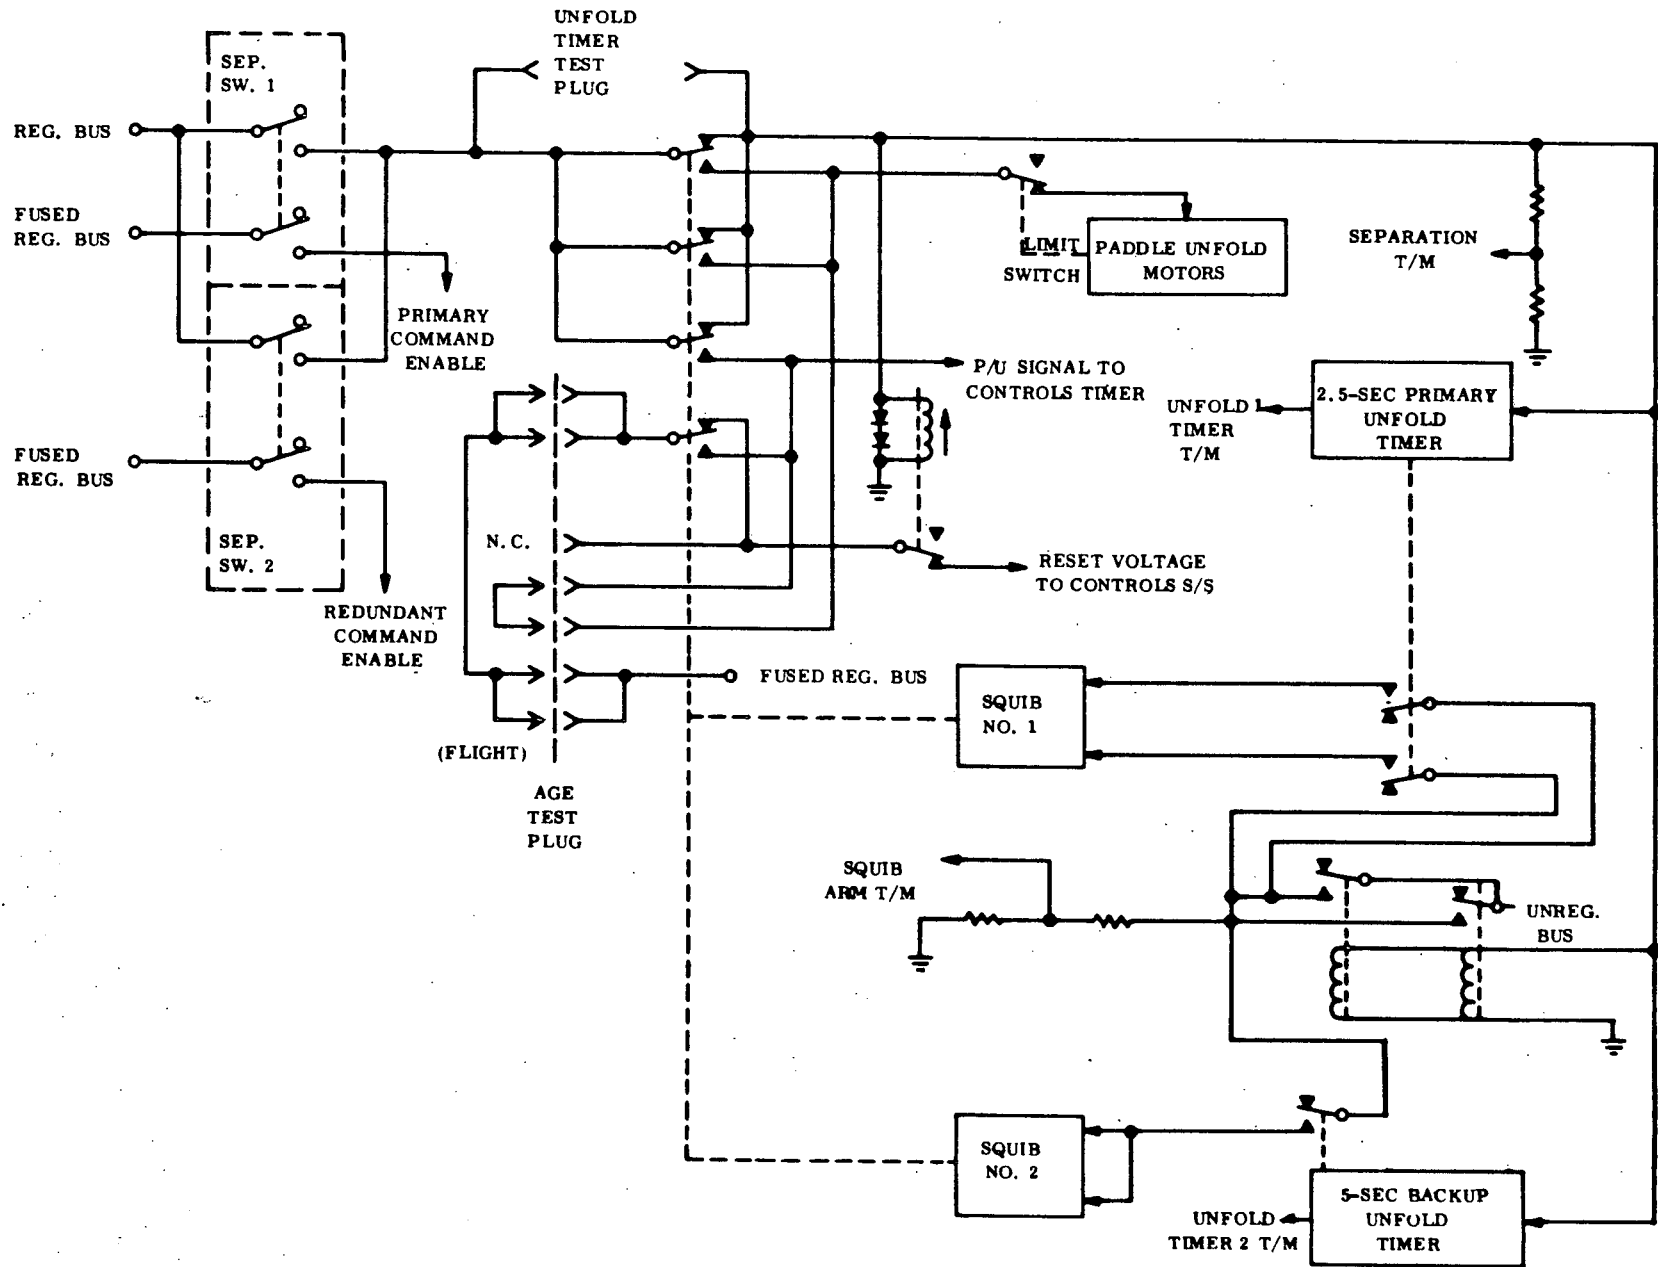 UNFOLD
TIMER
TEST
PLUG
SEP.
SW. 1
REG. BUS
FUSED
REG. BUS
PRIMARY
COMMAND
ENABLE
FUSED
REG. BUS
SEP.
SW. 2
REDUNDANT
COMMAND
ENABLE
LIMIT
SWITCH
PADDLE UNFOLD
MOTORS
SEPARATION
T/M
P/U SIGNAL TO
CONTROLS TIMER
UNFOLD 1
TIMER
T/M
2.5-SEC PRIMARY
UNFOLD
TIMER
N.C.
RESET VOLTAGE
TO CONTROLS S/S
FUSED REG. BUS
(FLIGHT)
AGE
TEST
PLUG
SQUIB
NO. 1
SQUIB
ARM T/M
UNREG.
BUS
SQUIB
NO. 2
UNFOLD
TIMER 2 T/M
5-SEC BACKUP
UNFOLD
TIMER